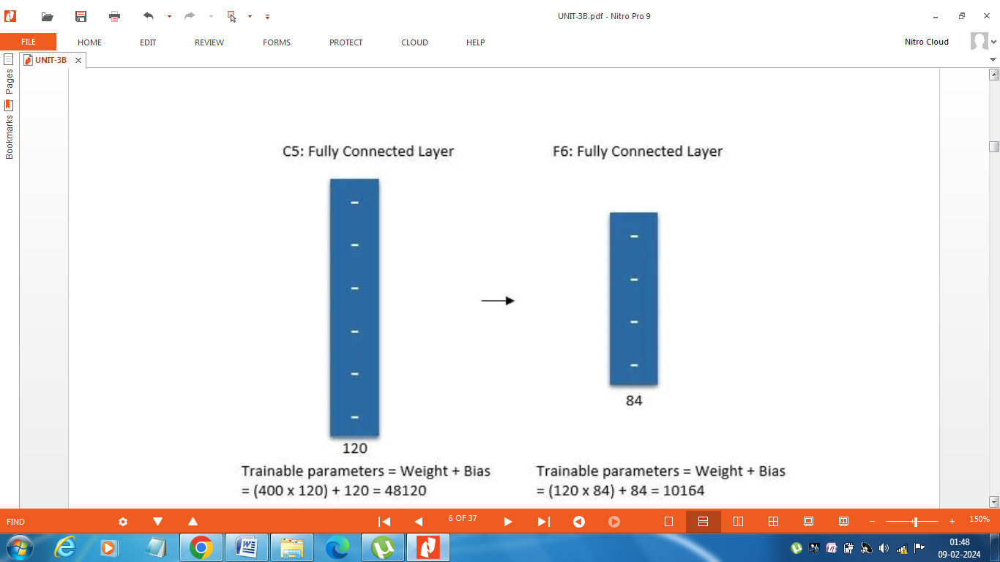 UNIT-3B.pdf - Nitro Pro 9
FILE
HOME
EDIT
REVIEW
FORMS
PROTECT
CLOUD
HELP
Nitro Cloud
UNIT-3B
Pages
Bookmarks
C5: Fully Connected Layer
F6: Fully Connected Layer
120
84
Trainable parameters = Weight + Bias
= (400 x 120) + 120 = 48120
Trainable parameters = Weight + Bias
= (120 x 84) + 84 = 10164
FIND
6 OF 37
150%
01:48
09-02-2024